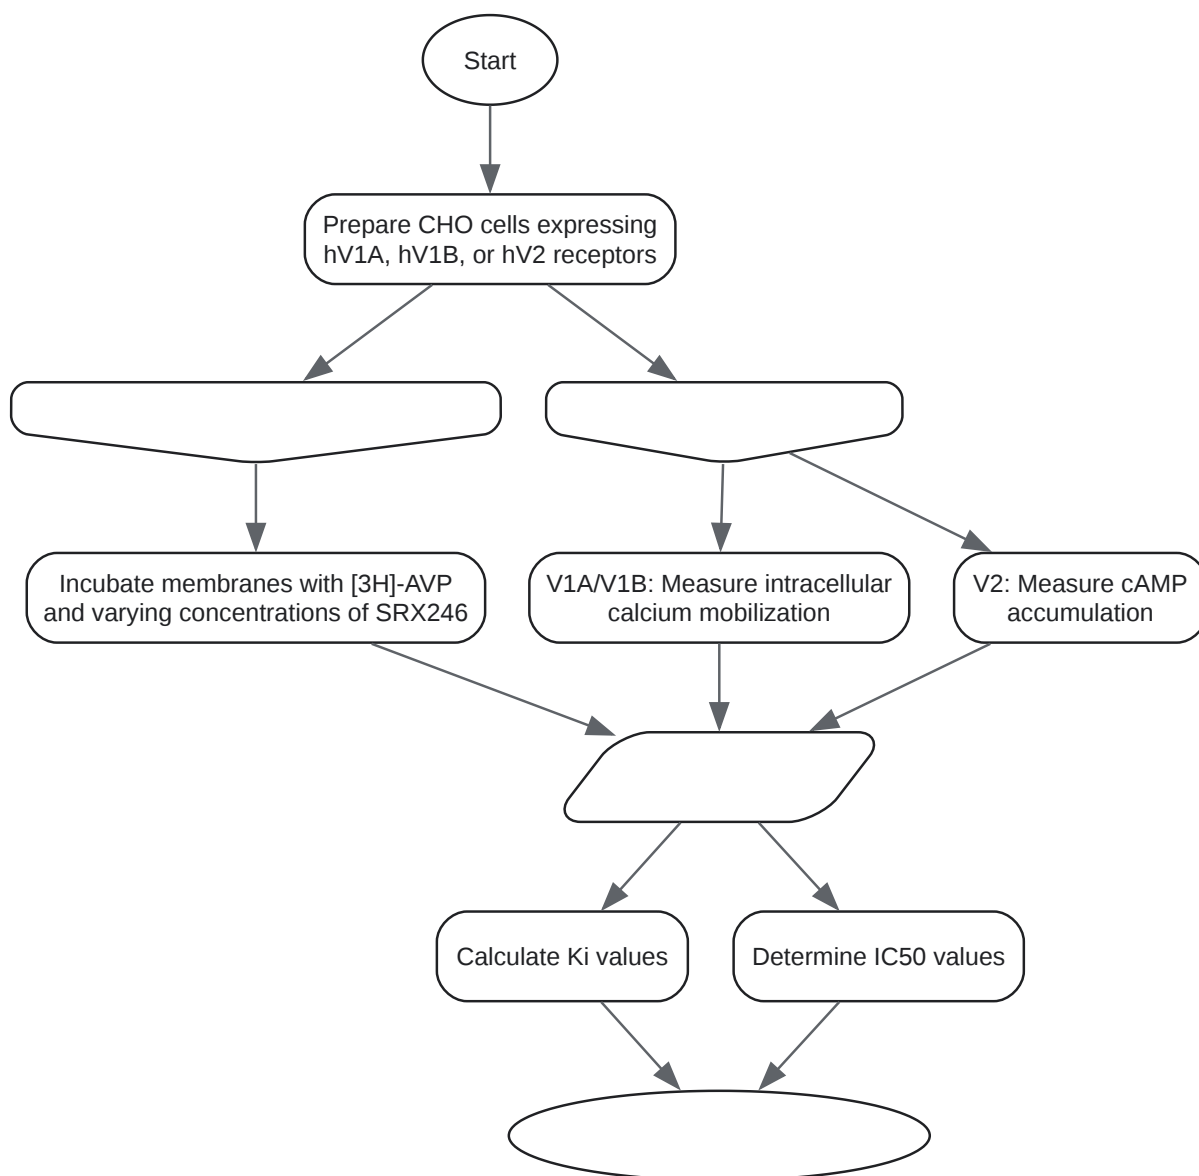 Start
Prepare CHO cells expressing
hV1A, hV1B, or hV2 receptors
Incubate membranes with [3H]-AVP
and varying concentrations of SRX246
V1A/V1B: Measure intracellular
calcium mobilization
V2: Measure cAMP
accumulation
Calculate Ki values
Determine IC50 values